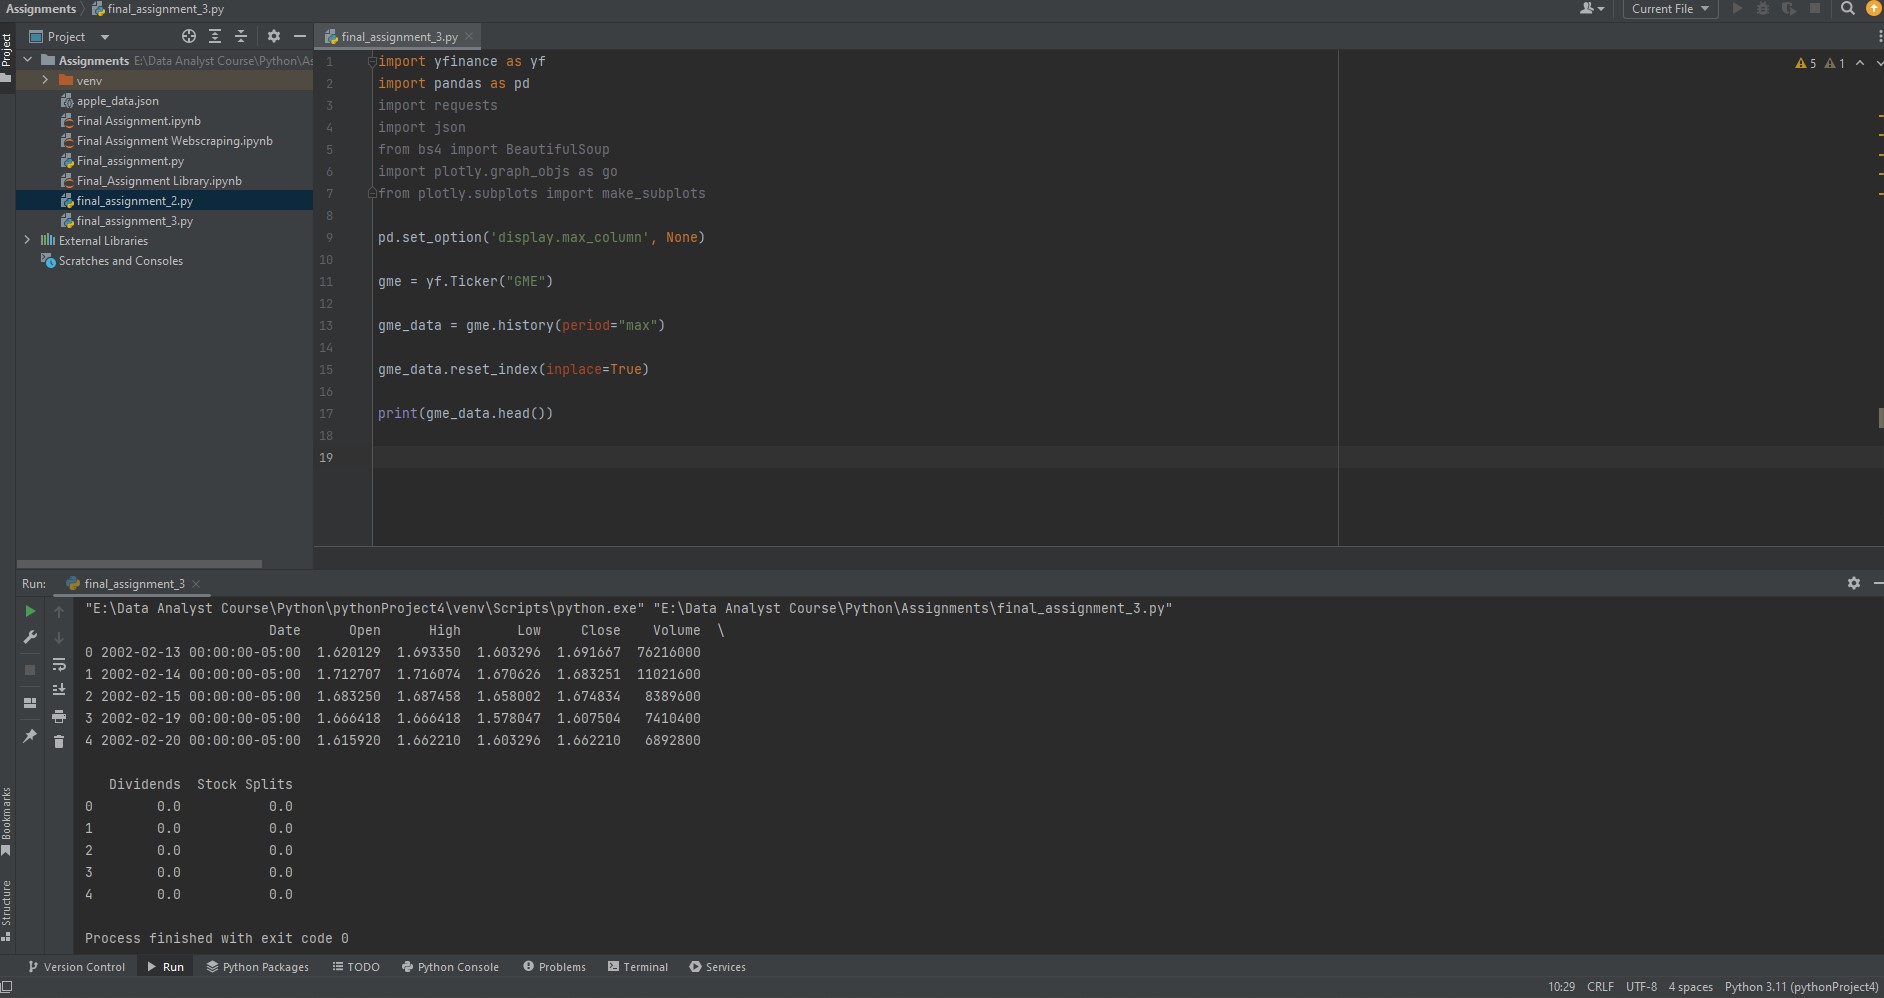 Assignments
final_assignment_3.py
Current File
Project
Project
final_assignment_3.py
Assignments E:\Data Analyst Course\Python\As
venv
apple_data.json
Final Assignment.ipynb
Final Assignment Webscraping.ipynb
Final_assignment.py
Final_Assignment Library.ipynb
final_assignment_2.py
final_assignment_3.py
External Libraries
Scratches and Consoles
5 1
1 import yfinance as yf
2 import pandas as pd
3 import requests
4 import json
5 from bs4 import BeautifulSoup
6 import plotly.graph_objs as go
7 from plotly.subplots import make_subplots
8
9 pd.set_option('display.max_column', None)
10
11 gme = yf.Ticker("GME")
12
13 gme_data = gme.history(period="max")
14
15 gme_data.reset_index(inplace=True)
16
17 print(gme_data.head())
18
19
Run: final_assignment_3
"E:\Data Analyst Course\Python\pythonProject4\venv\Scripts\python.exe" "E:\Data Analyst Course\Python\Assignments\final_assignment_3.py"
Date Open High Low Close Volume \
0 2002-02-13 00:00:00-05:00 1.620129 1.693350 1.603296 1.691667 76216000
1 2002-02-14 00:00:00-05:00 1.712707 1.716074 1.670626 1.683251 11021600
2 2002-02-15 00:00:00-05:00 1.683250 1.687458 1.658002 1.674834 8389600
3 2002-02-19 00:00:00-05:00 1.666418 1.666418 1.578047 1.607504 7410400
4 2002-02-20 00:00:00-05:00 1.615920 1.662210 1.603296 1.662210 6892800
Dividends Stock Splits
0 0.0 0.0
1 0.0 0.0
2 0.0 0.0
3 0.0 0.0
4 0.0 0.0
Process finished with exit code 0
Bookmarks
Structure
Version Control Run Python Packages TODO Python Console Problems Terminal Services
10:29 CRLF UTF-8 4 spaces Python 3.11 (pythonProject4)